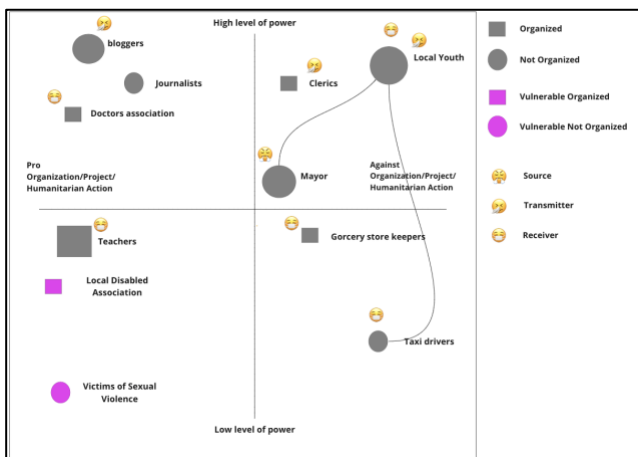 High level of power
bloggers
Journalists
Doctors association
Clerics
Local Youth
Pro
Organization/Project/
Humanitarian Action
Mayor
Against
Organization/Project/
Humanitarian Action
Teachers
Gorcery store keepers
Local Disabled
Association
Taxi drivers
Victims of Sexual
Violence
Low level of power
Organized
Not Organized
Vulnerable Organized
Vulnerable Not Organized
Source
Transmitter
Receiver